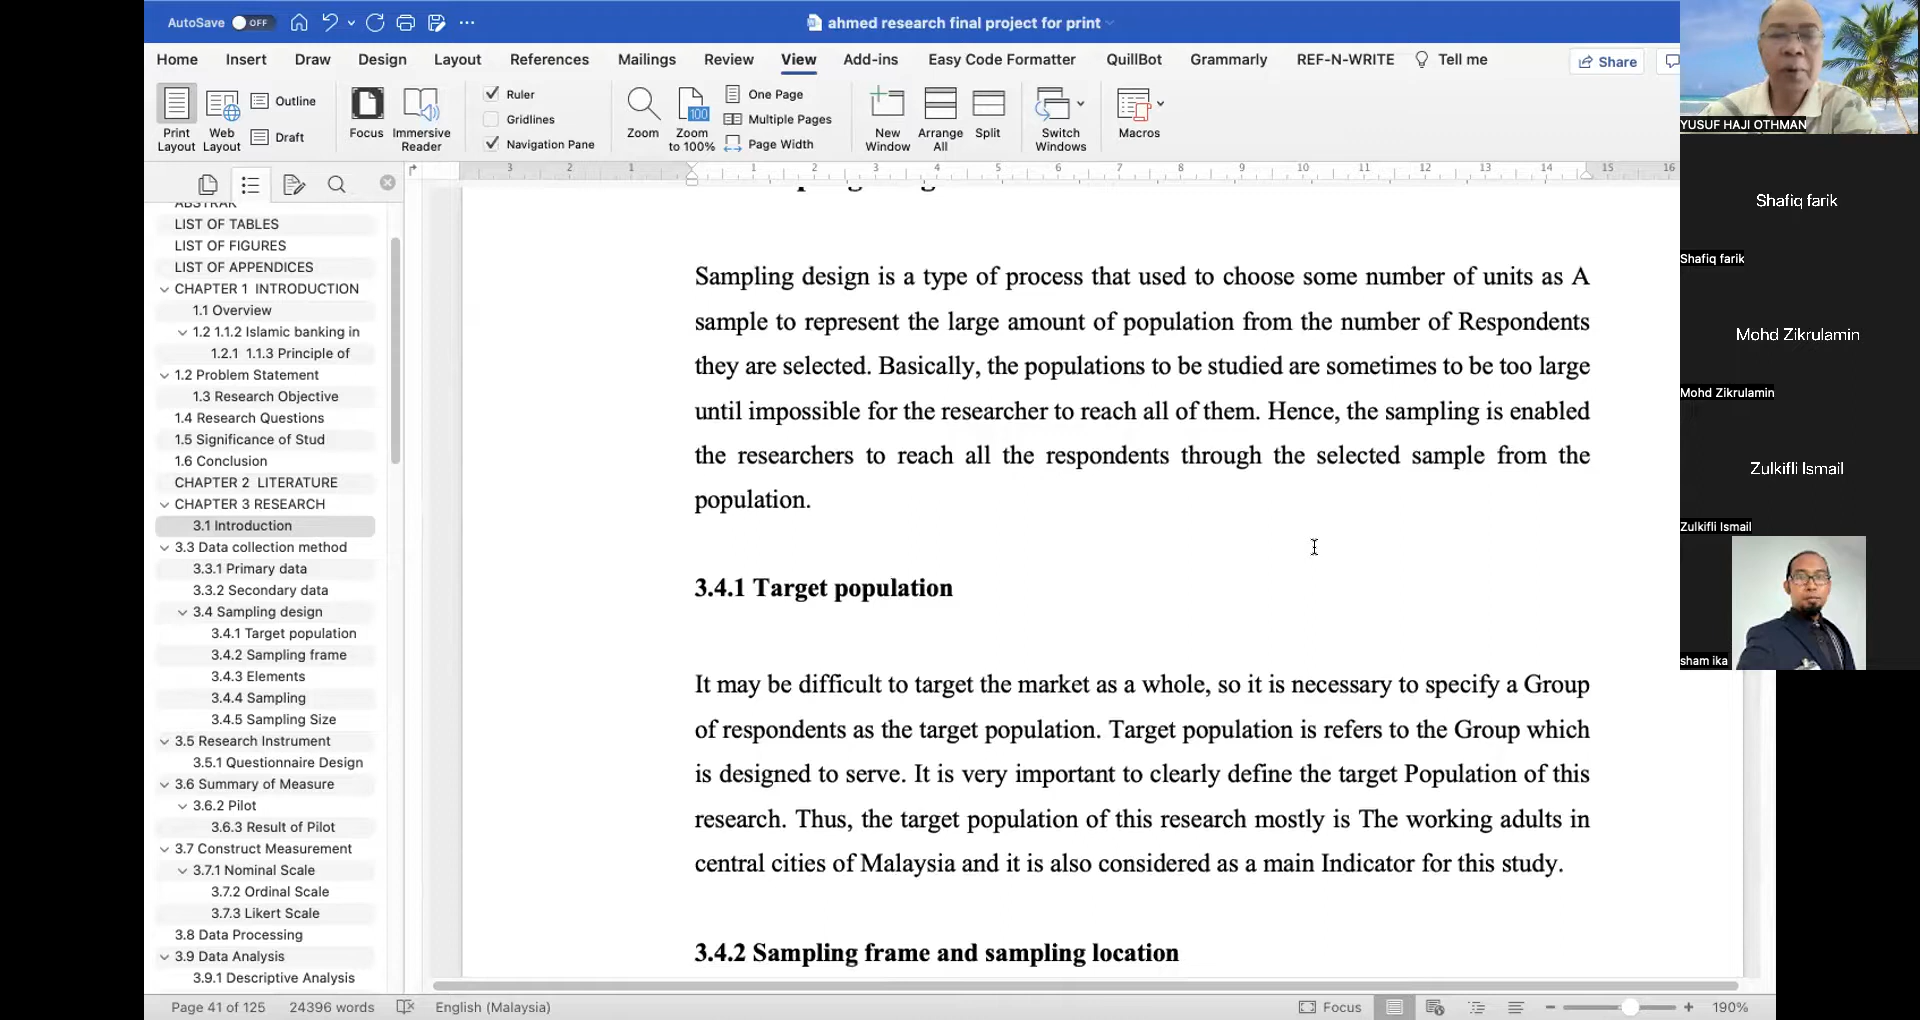 AutoSave OFF
ahmed research final project for print
Home Insert Draw Design Layout References Mailings Review View Add-ins Easy Code Formatter QuillBot Grammarly REF-N-WRITE Tell me Share
Print Layout
Web Layout
Outline
Draft
Focus
Immersive Reader
Ruler
Gridlines
Navigation Pane
Zoom
100
Zoom to 100%
One Page
Multiple Pages
Page Width
New Window
Arrange All
Split
Switch Windows
Macros
3 2 1 1 2 3 4 5 6 7 8 9 10 11 12 13 14 15 16
ABSTRAK
LIST OF TABLES
LIST OF FIGURES
LIST OF APPENDICES
CHAPTER 1 INTRODUCTION
1.1 Overview
1.2 1.1.2 Islamic banking in
1.2.1 1.1.3 Principle of
1.2 Problem Statement
1.3 Research Objective
1.4 Research Questions
1.5 Significance of Stud
1.6 Conclusion
CHAPTER 2 LITERATURE
CHAPTER 3 RESEARCH
3.1 Introduction
3.3 Data collection method
3.3.1 Primary data
3.3.2 Secondary data
3.4 Sampling design
3.4.1 Target population
3.4.2 Sampling frame
3.4.3 Elements
3.4.4 Sampling
3.4.5 Sampling Size
3.5 Research Instrument
3.5.1 Questionnaire Design
3.6 Summary of Measure
3.6.2 Pilot
3.6.3 Result of Pilot
3.7 Construct Measurement
3.7.1 Nominal Scale
3.7.2 Ordinal Scale
3.7.3 Likert Scale
3.8 Data Processing
3.9 Data Analysis
3.9.1 Descriptive Analysis
Sampling design is a type of process that used to choose some number of units as A
sample to represent the large amount of population from the number of Respondents
they are selected. Basically, the populations to be studied are sometimes to be too large
until impossible for the researcher to reach all of them. Hence, the sampling is enabled
the researchers to reach all the respondents through the selected sample from the
population.
3.4.1 Target population
It may be difficult to target the market as a whole, so it is necessary to specify a Group
of respondents as the target population. Target population is refers to the Group which
is designed to serve. It is very important to clearly define the target Population of this
research. Thus, the target population of this research mostly is The working adults in
central cities of Malaysia and it is also considered as a main Indicator for this study.
3.4.2 Sampling frame and sampling location
Page 41 of 125 24396 words English (Malaysia) Focus 190%
YUSUF HAJI OTHMAN
Shafiq farik
Shafiq farik
Mohd Zikrulamin
Mohd Zikrulamin
Zulkifli Ismail
Zulkifli Ismail
sham ika